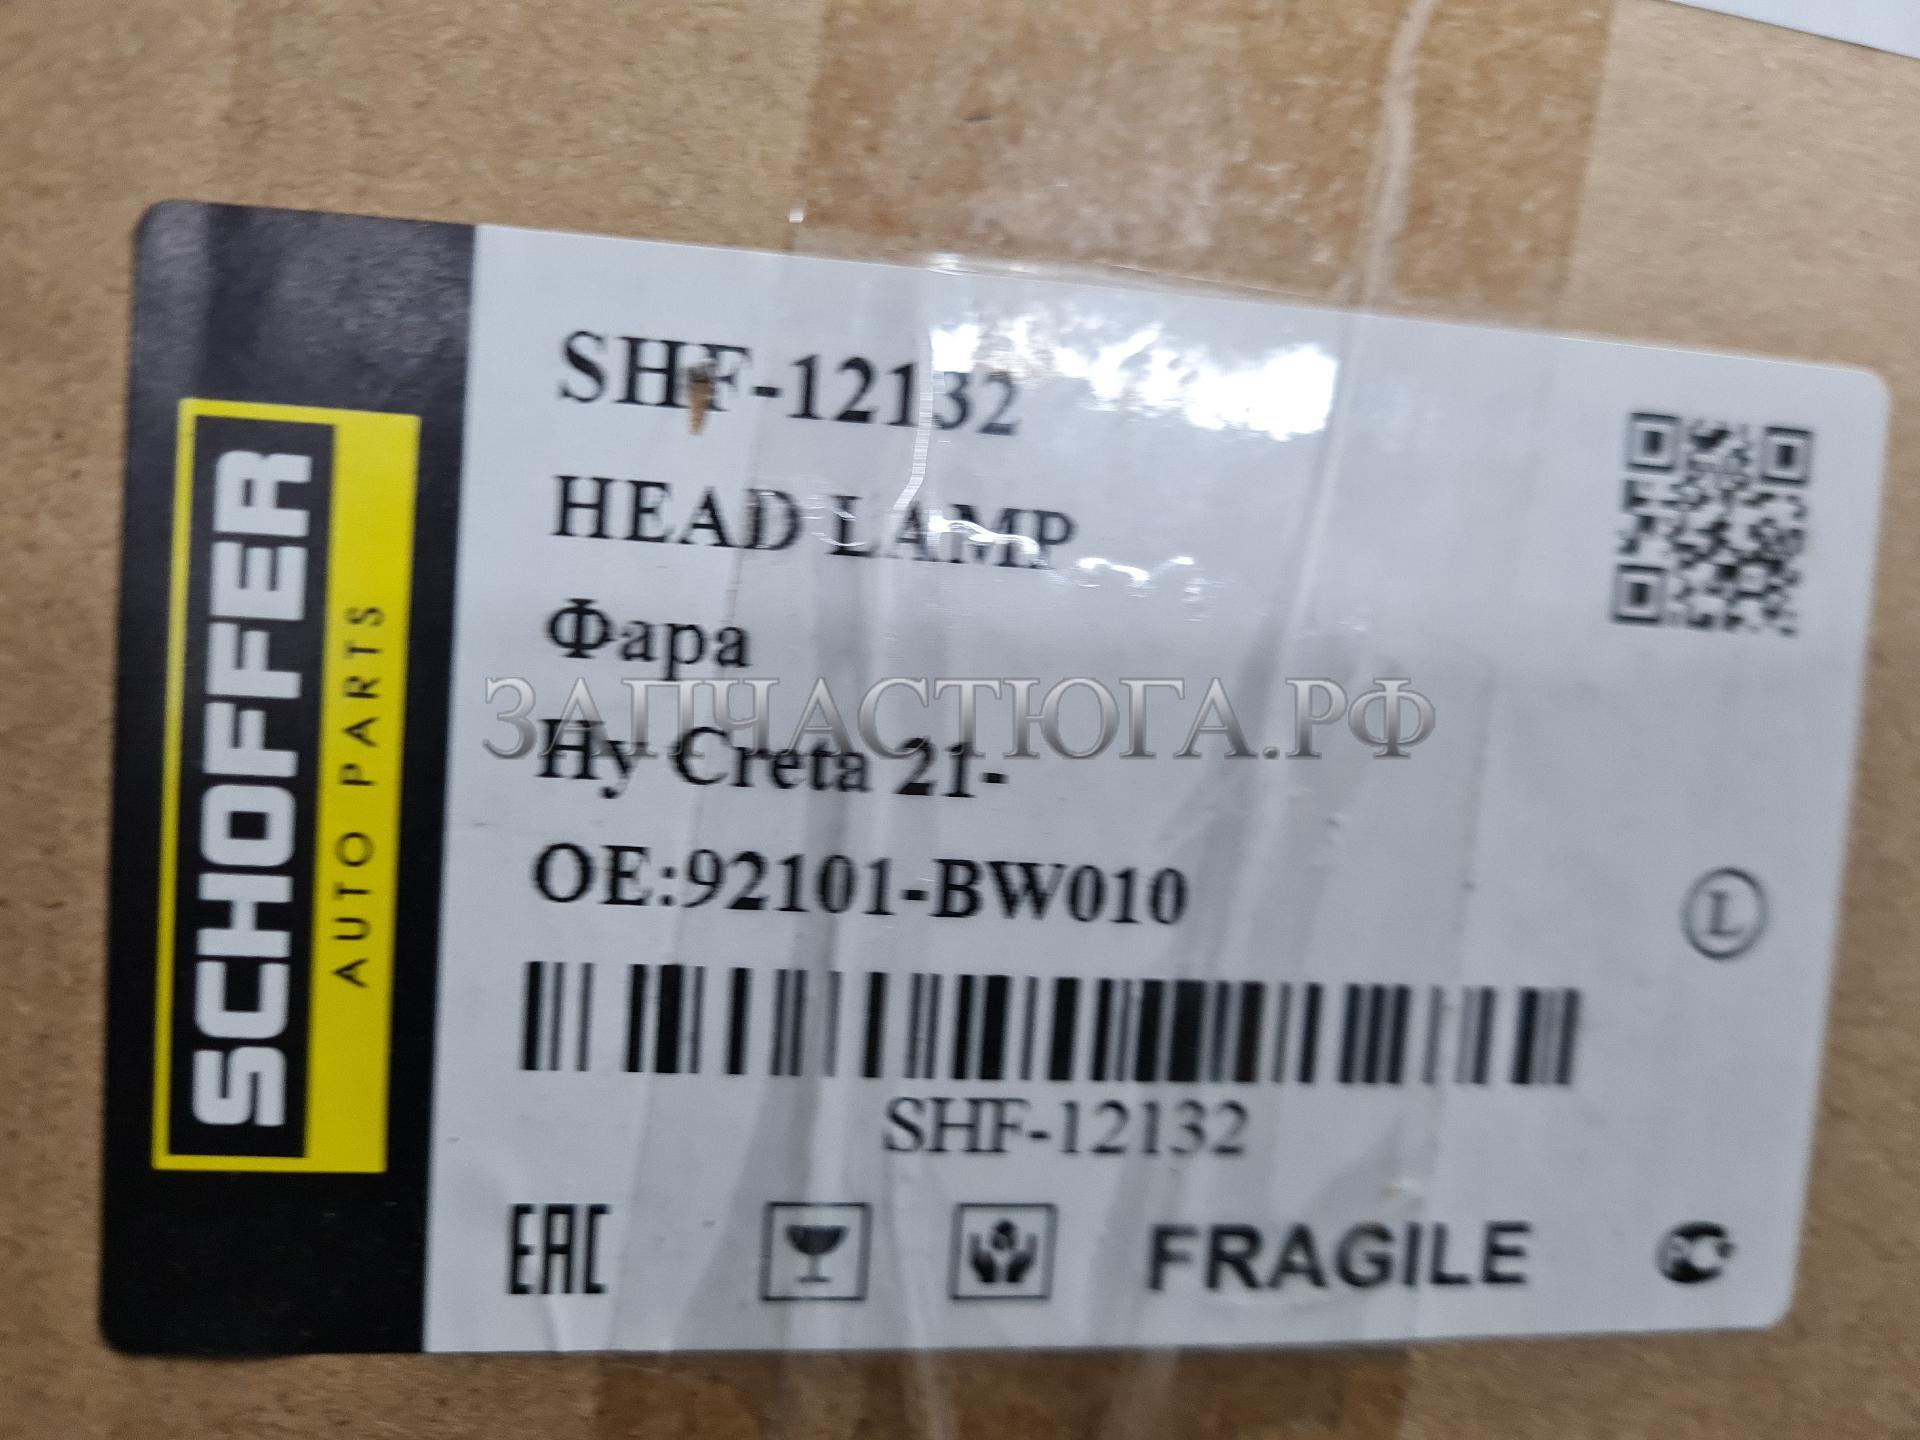 SCHOFFER
AUTO PARTS
SHF-12132
HEAD LAMP
Фара
ЗАПЧАСТЮГА.РФ
Hy Creta 21-
OE:92101-BW010
L
SHF-12132
EAC
FRAGILE